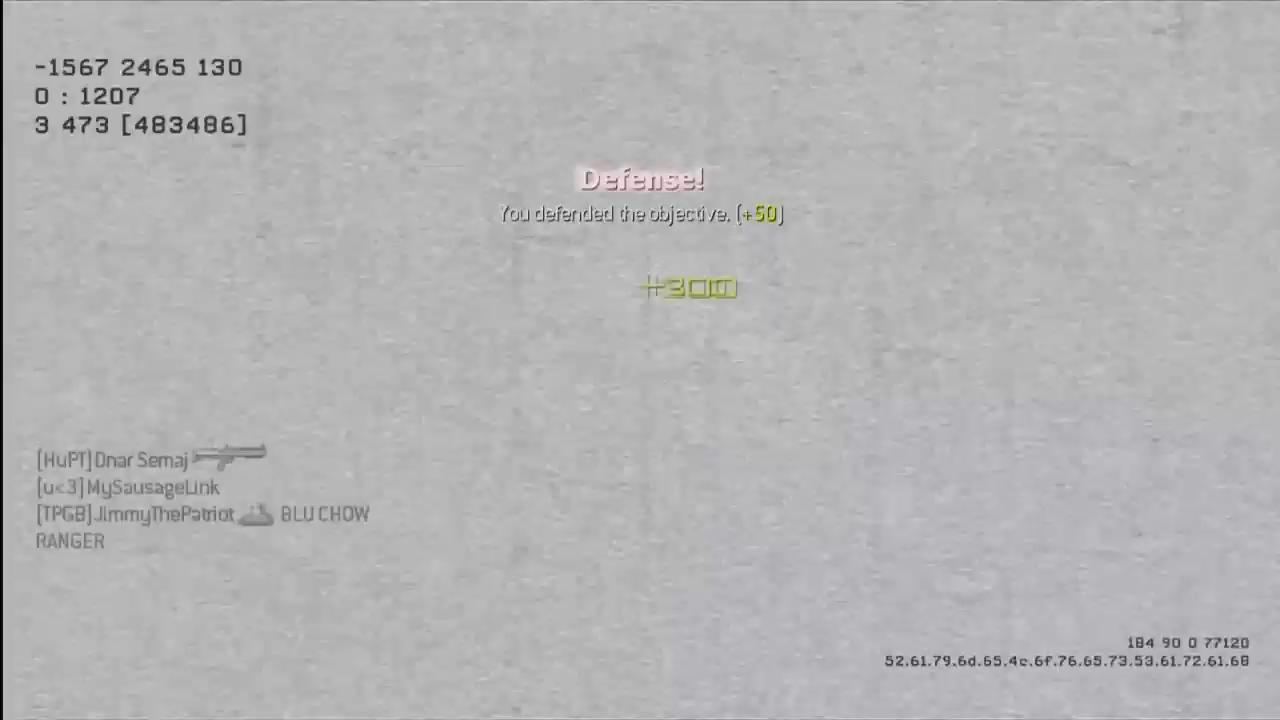 -1567 2465 130
0 : 1207
3 473 [483486]
Defense!
You defended the objective. (+50)
[HuPT]Dnar Semaj
[u<3]MySausageLink
[TPGB]JimmyThePatriot BLU CHOW
RANGER
184 90 0 77120
52.61.79.6d.65.4c.6f.76.65.73.53.61.72.61.68